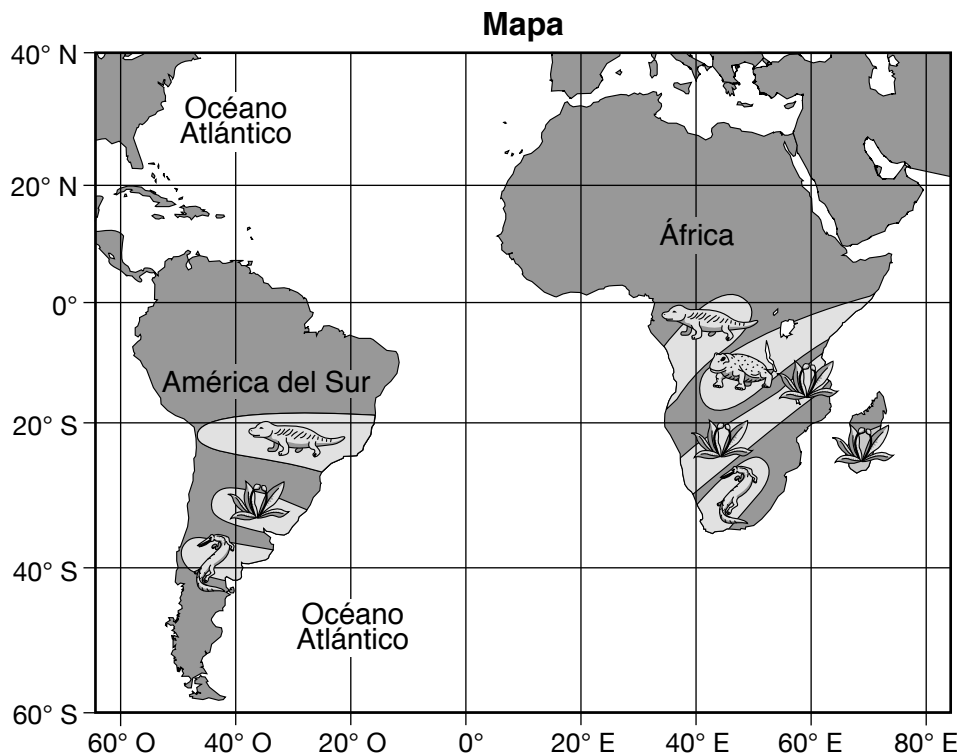 Mapa
40° N
Océano
Atlántico
20° N
África
0°
América del Sur
20° S
40° S
Océano
Atlántico
60° S
60° O 40° O 20° O 0° 20° E 40° E 60° E 80° E